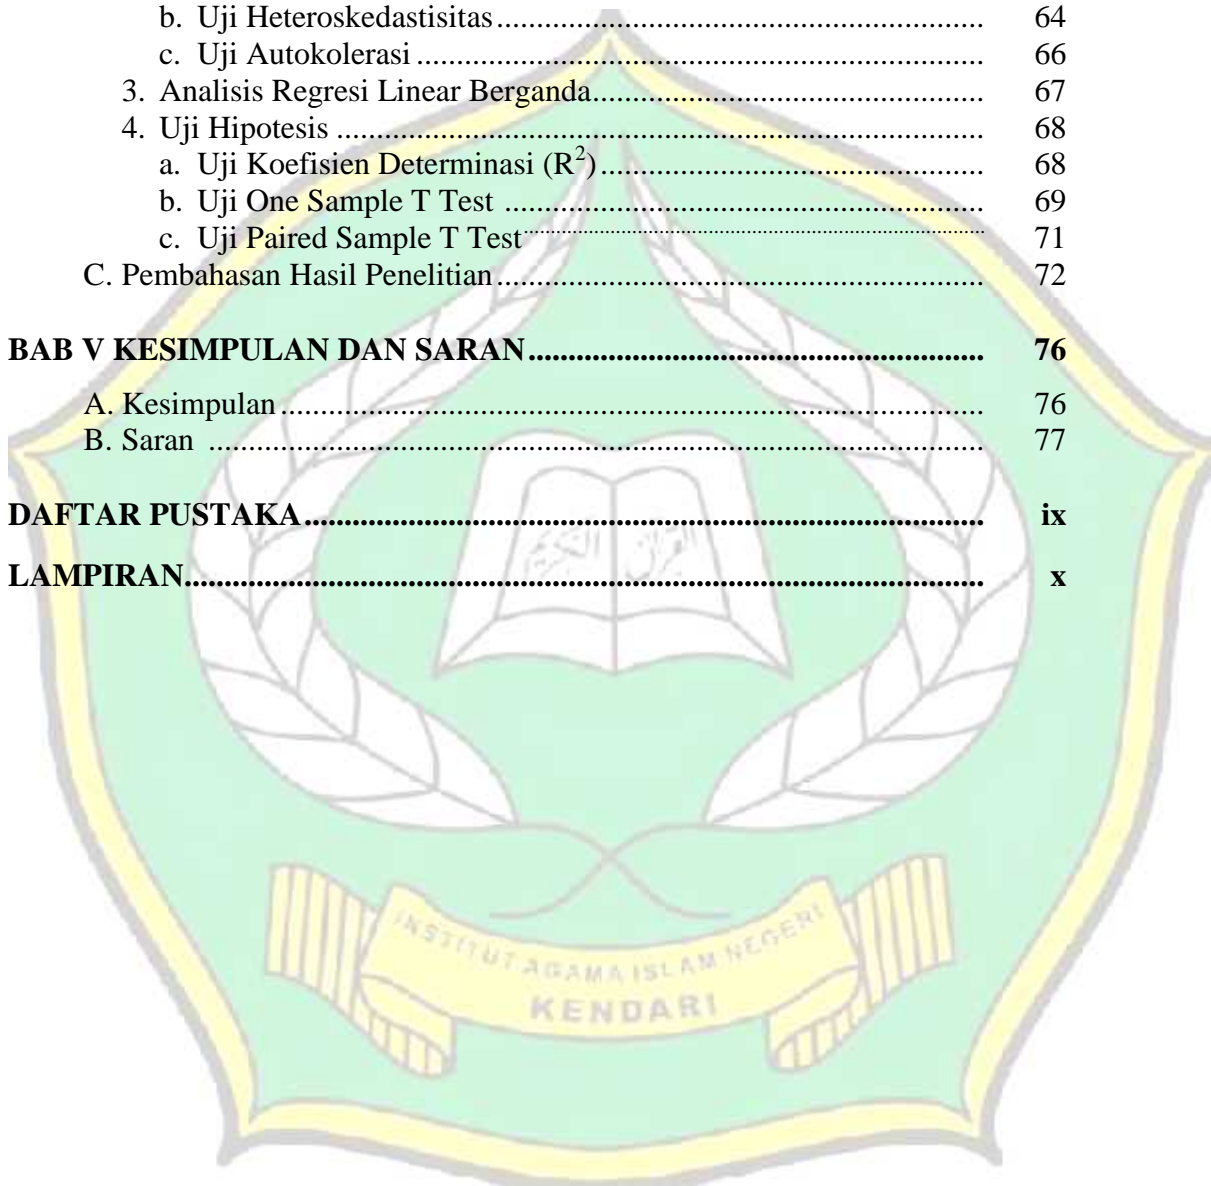 b. Uji Heteroskedastisitas............................................................. 64
c. Uji Autokolerasi....................................................................... 66
3. Analisis Regresi Linear Berganda................................................. 67
4. Uji Hipotesis ................................................................................. 68
a. Uji Koefisien Determinasi (R²)................................................ 68
b. Uji One Sample T Test ............................................................ 69
c. Uji Paired Sample T Test......................................................... 71
C. Pembahasan Hasil Penelitian............................................................. 72
BAB V KESIMPULAN DAN SARAN......................................................... 76
A. Kesimpulan........................................................................................ 76
B. Saran ................................................................................................. 77
DAFTAR PUSTAKA..................................................................................... ix
LAMPIRAN.................................................................................................... x
القرآن الكريم
INSTITUT AGAMA ISLAM NEGERI
KENDARI